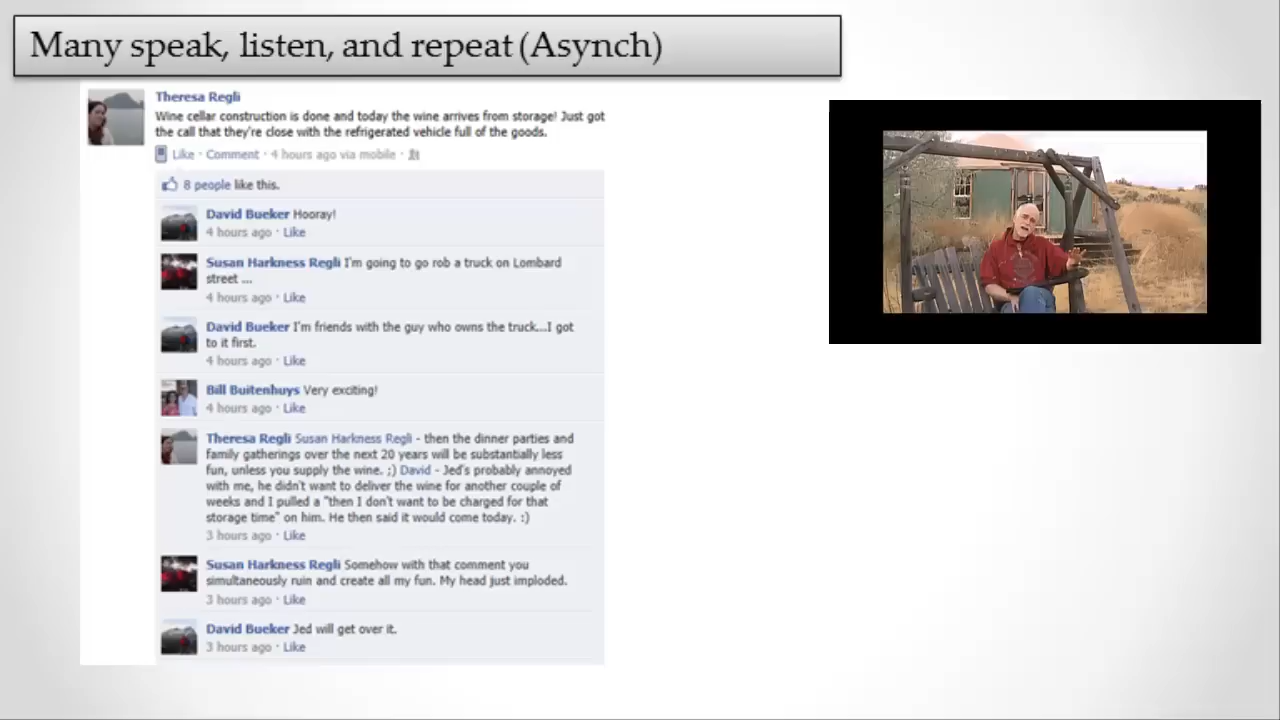 Many speak, listen, and repeat (Asynch)
Theresa Regli
Wine cellar construction is done and today the wine arrives from storage! Just got
the call that they're close with the refrigerated vehicle full of the goods.
Like · Comment · 4 hours ago via mobile ·
8 people like this.
David Bueker Hooray!
4 hours ago · Like
Susan Harkness Regli I'm going to go rob a truck on Lombard
street ...
4 hours ago · Like
David Bueker I'm friends with the guy who owns the truck...I got
to it first.
4 hours ago · Like
Bill Buitenhuys Very exciting!
4 hours ago · Like
Theresa Regli Susan Harkness Regli - then the dinner parties and
family gatherings over the next 20 years will be substantially less
fun, unless you supply the wine. ;) David - Jed's probably annoyed
with me, he didn't want to deliver the wine for another couple of
weeks and I pulled a "then I don't want to be charged for that
storage time" on him. He then said it would come today. :)
3 hours ago · Like
Susan Harkness Regli Somehow with that comment you
simultaneously ruin and create all my fun. My head just imploded.
3 hours ago · Like
David Bueker Jed will get over it.
3 hours ago · Like